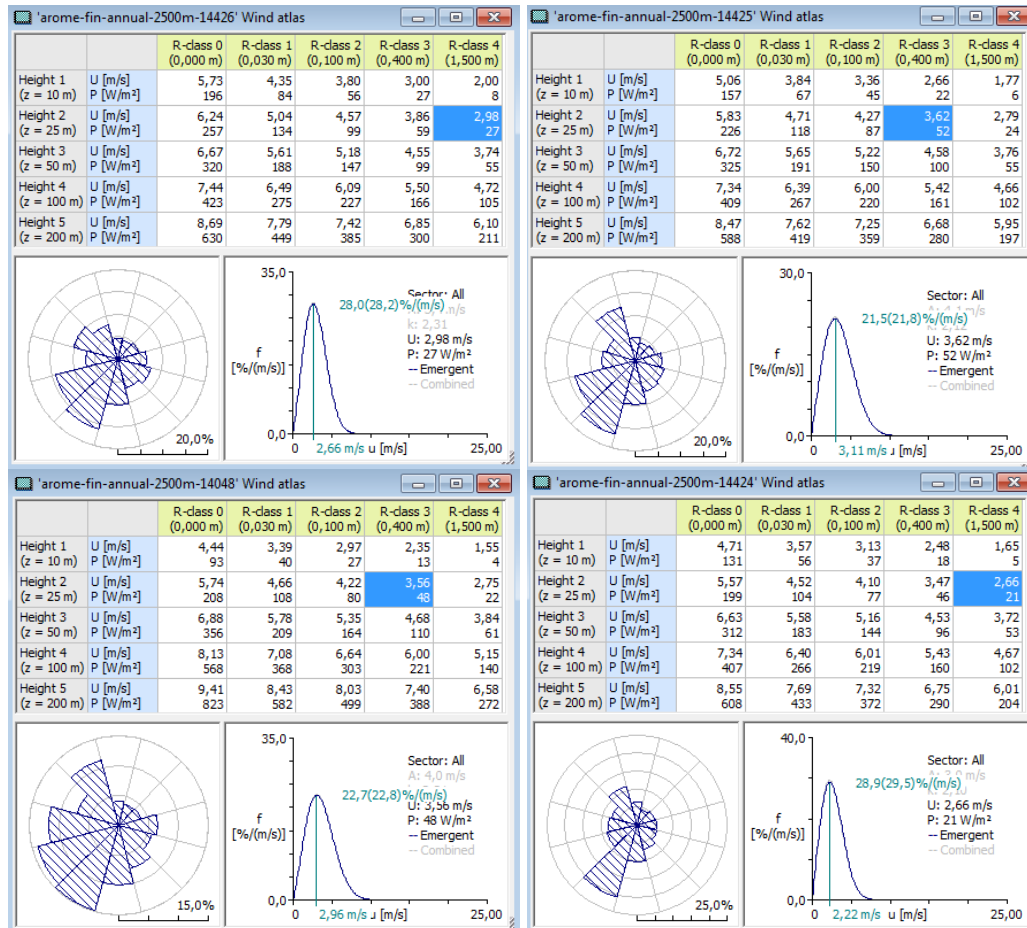 'arome-fin-annual-2500m-14426' Wind atlas
R-class 0 R-class 1 R-class 2 R-class 3 R-class 4
(0,000 m) (0,030 m) (0,100 m) (0,400 m) (1,500 m)
Height 1 U [m/s] 5,73 4,35 3,80 3,00 2,00
(z = 10 m) P [W/m²] 196 84 56 27 8
Height 2 U [m/s] 6,24 5,04 4,57 3,86 2,98
(z = 25 m) P [W/m²] 257 134 99 59 27
Height 3 U [m/s] 6,67 5,61 5,18 4,55 3,74
(z = 50 m) P [W/m²] 320 188 147 99 55
Height 4 U [m/s] 7,44 6,49 6,09 5,50 4,72
(z = 100 m) P [W/m²] 423 275 227 166 105
Height 5 U [m/s] 8,69 7,79 7,42 6,85 6,10
(z = 200 m) P [W/m²] 630 449 385 300 211
20,0%
35,0
Sector: All
28,0(28,2)%/(m/s)
k: 2,31
U: 2,98 m/s
P: 27 W/m²
-- Emergent
-- Combined
f
[%/(m/s)]
0,0
0 2,66 m/s u [m/s] 25,00
'arome-fin-annual-2500m-14425' Wind atlas
R-class 0 R-class 1 R-class 2 R-class 3 R-class 4
(0,000 m) (0,030 m) (0,100 m) (0,400 m) (1,500 m)
Height 1 U [m/s] 5,06 3,84 3,36 2,66 1,77
(z = 10 m) P [W/m²] 157 67 45 22 6
Height 2 U [m/s] 5,83 4,71 4,27 3,62 2,79
(z = 25 m) P [W/m²] 226 118 87 52 24
Height 3 U [m/s] 6,72 5,65 5,22 4,58 3,76
(z = 50 m) P [W/m²] 325 191 150 100 55
Height 4 U [m/s] 7,34 6,39 6,00 5,42 4,66
(z = 100 m) P [W/m²] 409 267 220 161 102
Height 5 U [m/s] 8,47 7,62 7,25 6,68 5,95
(z = 200 m) P [W/m²] 588 419 359 280 197
20,0%
30,0
Sector: All
21,5(21,8)%/(m/s)
U: 3,62 m/s
P: 52 W/m²
-- Emergent
-- Combined
f
[%/(m/s)]
0,0
0 3,11 m/s u [m/s] 25,00
'arome-fin-annual-2500m-14048' Wind atlas
R-class 0 R-class 1 R-class 2 R-class 3 R-class 4
(0,000 m) (0,030 m) (0,100 m) (0,400 m) (1,500 m)
Height 1 U [m/s] 4,44 3,39 2,97 2,35 1,55
(z = 10 m) P [W/m²] 93 40 27 13 4
Height 2 U [m/s] 5,74 4,66 4,22 3,56 2,75
(z = 25 m) P [W/m²] 208 108 80 48 22
Height 3 U [m/s] 6,88 5,78 5,35 4,68 3,84
(z = 50 m) P [W/m²] 356 209 164 110 61
Height 4 U [m/s] 8,13 7,08 6,64 6,00 5,15
(z = 100 m) P [W/m²] 568 368 303 221 140
Height 5 U [m/s] 9,41 8,43 8,03 7,40 6,58
(z = 200 m) P [W/m²] 823 582 499 388 272
15,0%
35,0
Sector: All
A: 4,0 m/s
22,7(22,8)%/(m/s)
U: 3,56 m/s
P: 48 W/m²
-- Emergent
-- Combined
f
[%/(m/s)]
0,0
0 2,96 m/s u [m/s] 25,00
'arome-fin-annual-2500m-14424' Wind atlas
R-class 0 R-class 1 R-class 2 R-class 3 R-class 4
(0,000 m) (0,030 m) (0,100 m) (0,400 m) (1,500 m)
Height 1 U [m/s] 4,71 3,57 3,13 2,48 1,65
(z = 10 m) P [W/m²] 131 56 37 18 5
Height 2 U [m/s] 5,57 4,52 4,10 3,47 2,66
(z = 25 m) P [W/m²] 199 104 77 46 21
Height 3 U [m/s] 6,63 5,58 5,16 4,53 3,72
(z = 50 m) P [W/m²] 312 183 144 96 53
Height 4 U [m/s] 7,34 6,40 6,01 5,43 4,67
(z = 100 m) P [W/m²] 407 266 219 160 102
Height 5 U [m/s] 8,55 7,69 7,32 6,75 6,01
(z = 200 m) P [W/m²] 608 433 372 290 204
25,0%
40,0
Sector: All
28,9(29,5)%/(m/s)
U: 2,66 m/s
P: 21 W/m²
-- Emergent
-- Combined
f
[%/(m/s)]
0,0
0 2,22 m/s u [m/s] 25,00